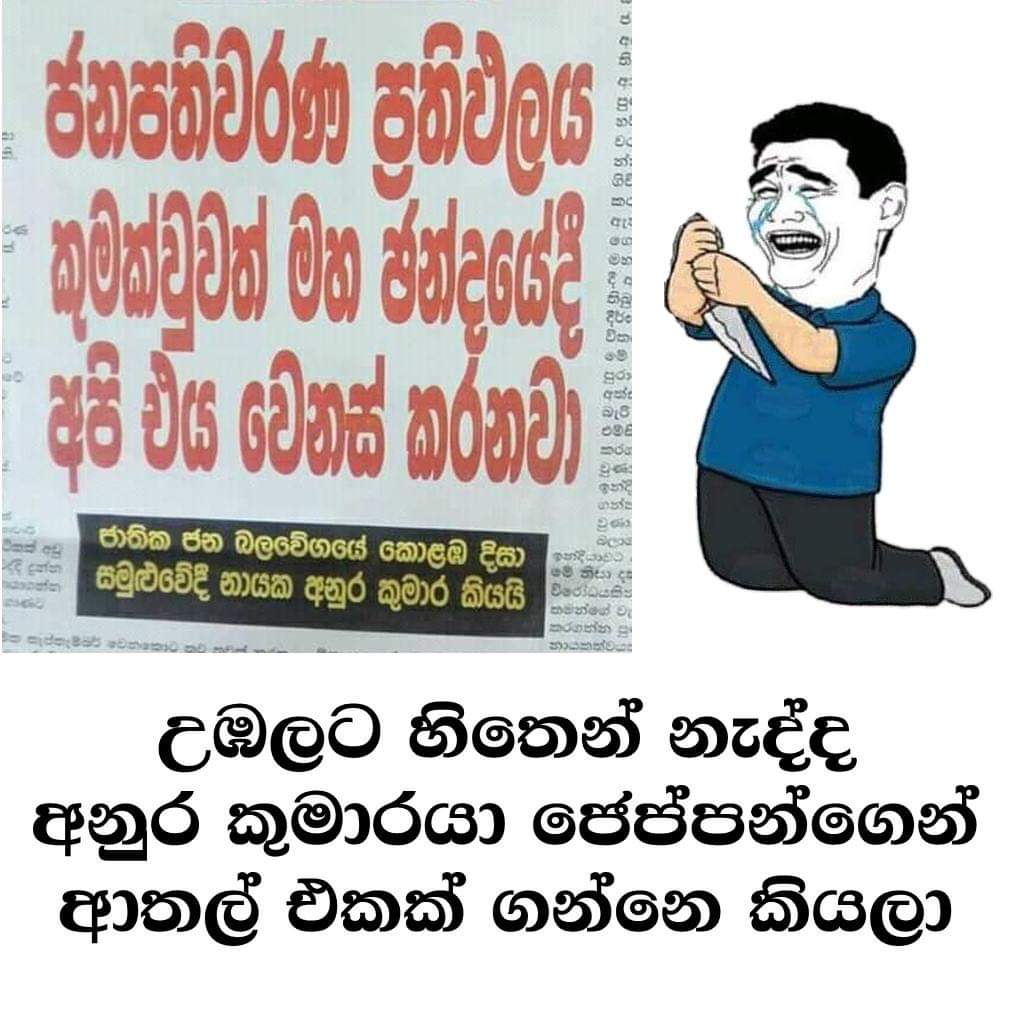 ජනපතිවරණ ප්‍රතිඵලය
කුමක්වුවත් මහ ඡන්දයේදී
අපි එය වෙනස් කරනවා
ජාතික ජන බලවේගයේ කොළඹ දිසා
සමුළුවේදී නායක අනුර කුමාර කියයි
උඹලට හිතෙන් නැද්ද
අනුර කුමාරයා ජෙප්පන්ගෙන්
ආතල් එකක් ගන්නෙ කියලා